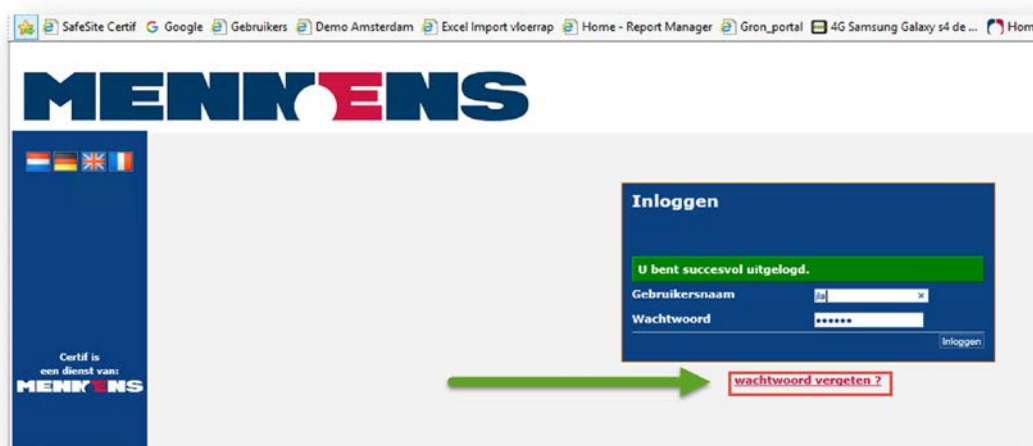 SafeSite Certif Google Gebruikers Demo Amsterdam Excel Import vloerrap Home - Report Manager Gron_portal 4G Samsung Galaxy s4 de ... Hom
MENNENS
Inloggen
U bent succesvol uitgelogd.
Gebruikersnaam jla ×
Wachtwoord ••••••
Inloggen
Certif is
een dienst van:
MENNENS
wachtwoord vergeten ?